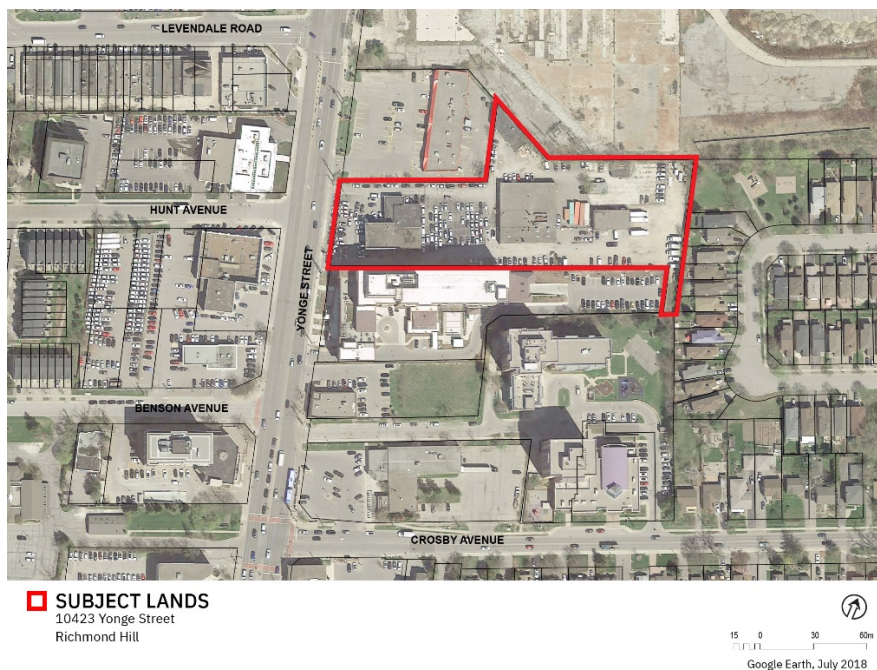 LEVENDALE ROAD
HUNT AVENUE
YONGE STREET
BENSON AVENUE
CROSBY AVENUE
SUBJECT LANDS
10423 Yonge Street
Richmond Hill
15 0 30 60m
Google Earth, July 2018